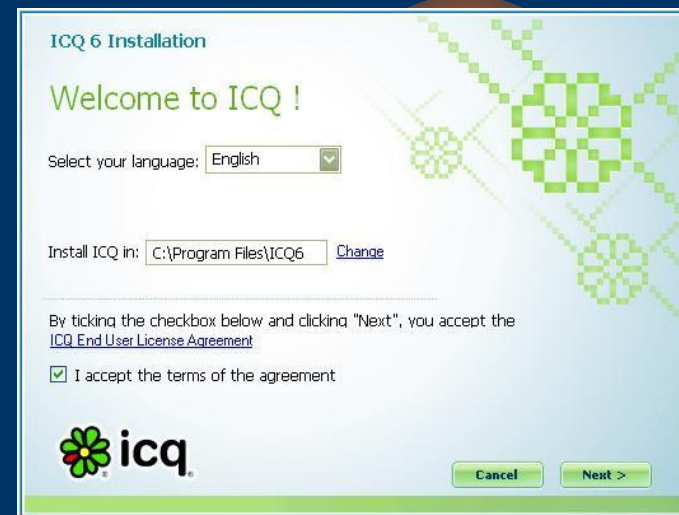 ICQ 6 Installation
Welcome to ICQ !
Select your language: English
Install ICQ in: C:\Program Files\ICQ6 Change
By ticking the checkbox below and clicking "Next", you accept the
ICQ End User License Agreement
I accept the terms of the agreement
icq
Cancel Next >